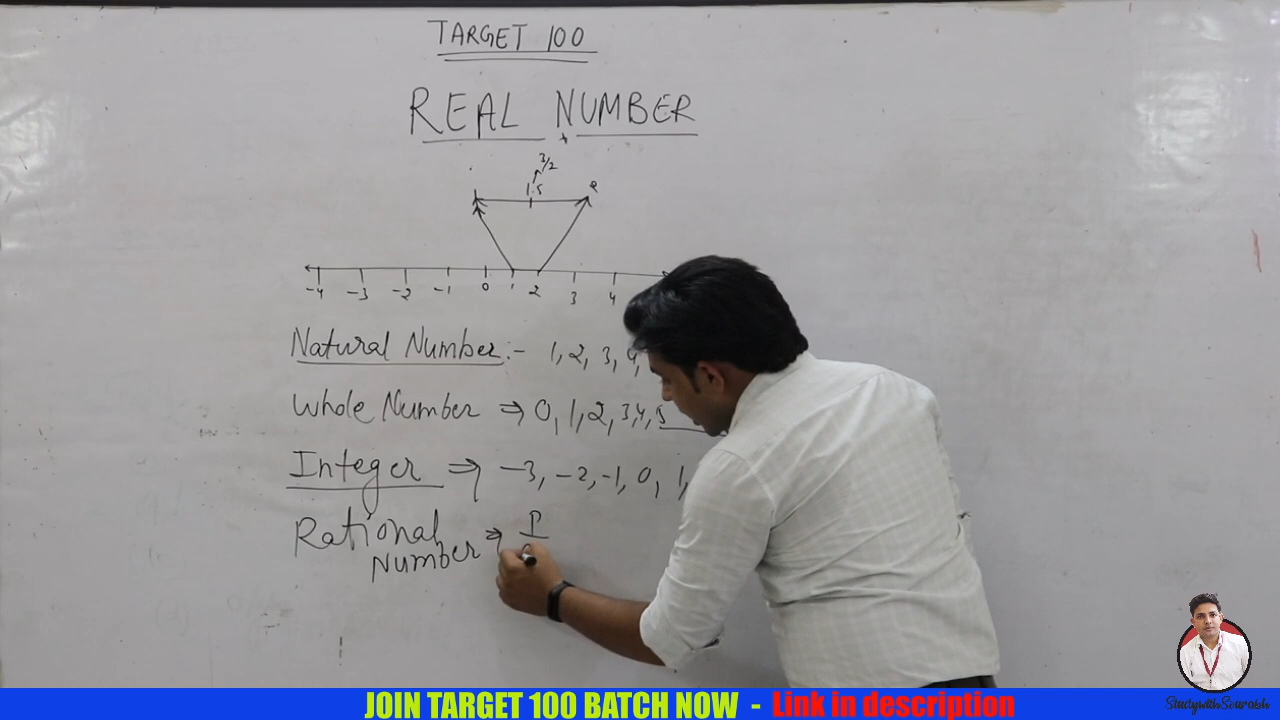 TARGET 100
REAL NUMBER
3/2
1.5
2
-4 -3 -2 -1 0 1 2 3 4
Natural Number :- 1, 2, 3, 4,
Whole Number ⇒ 0, 1, 2, 3, 4, 5
Integer ⇒ -3, -2, -1, 0, 1,
Rational
Number ⇒ P
JOIN TARGET 100 BATCH NOW - Link in description
StudywithSourabh